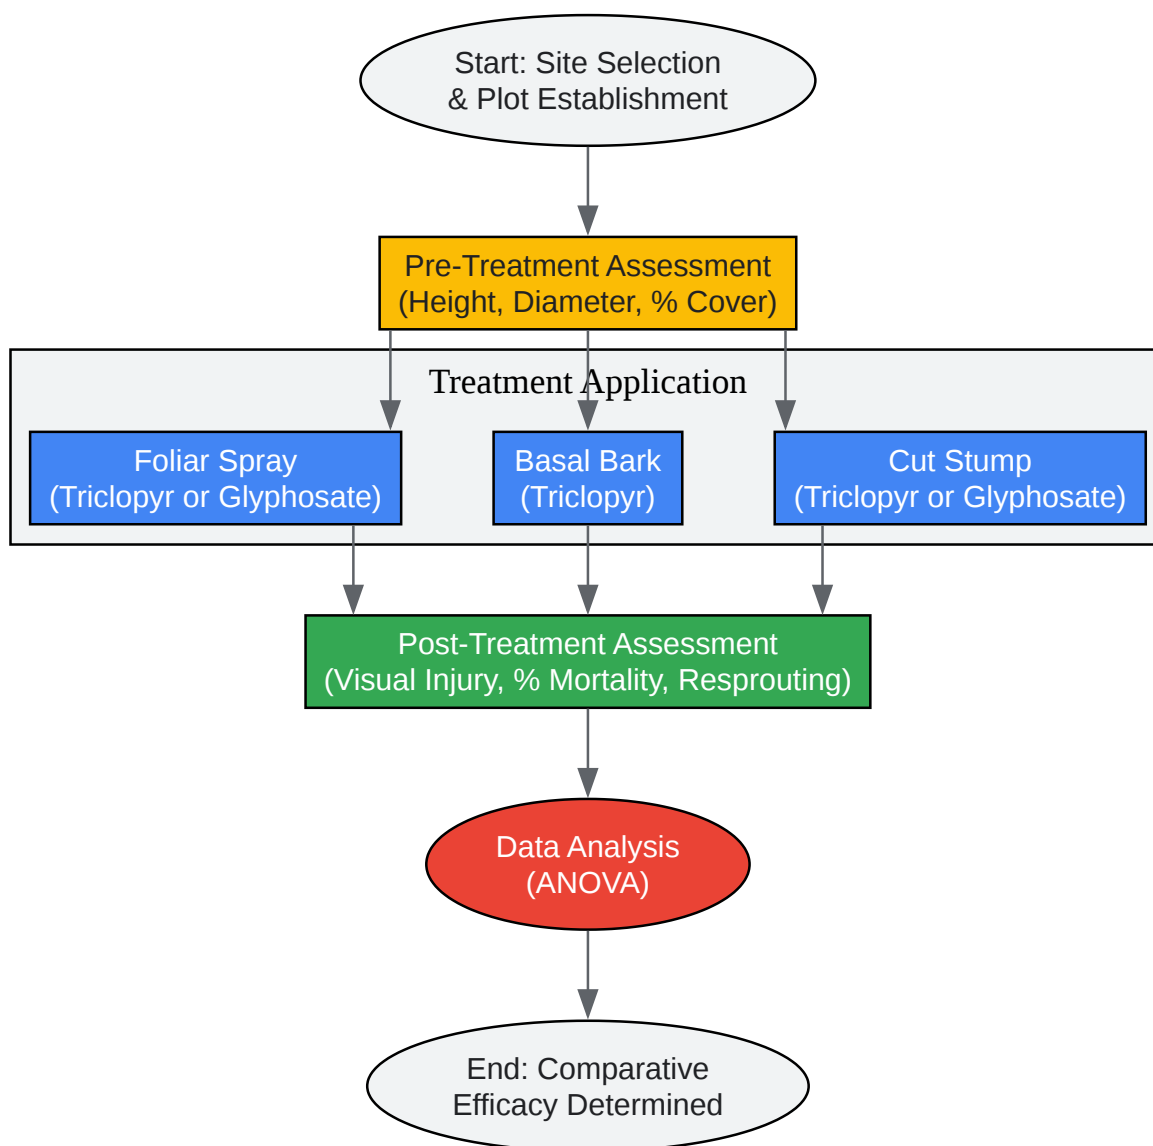 Start: Site Selection
& Plot Establishment
Pre-Treatment Assessment
(Height, Diameter, % Cover)
Treatment Application
Foliar Spray
(Triclopyr or Glyphosate)
Basal Bark
(Triclopyr)
Cut Stump
(Triclopyr or Glyphosate)
Post-Treatment Assessment
(Visual Injury, % Mortality, Resprouting)
Data Analysis
(ANOVA)
End: Comparative
Efficacy Determined